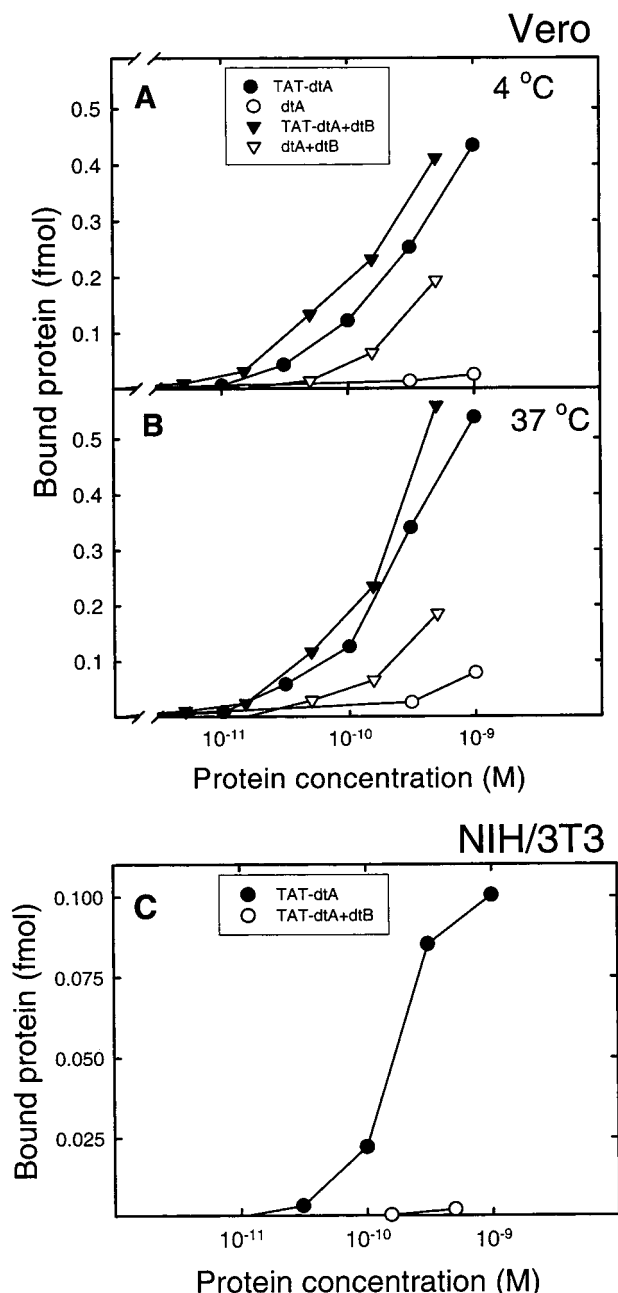 Vero
A
TAT-dtA
dtA
TAT-dtA+dtB
dtA+dtB
4 °C
0.5
0.4
0.3
0.2
0.1
Bound protein (fmol)
B
37 °C
0.5
0.4
0.3
0.2
0.1
10-11
10-10
10-9
Protein concentration (M)
NIH/3T3
C
TAT-dtA
TAT-dtA+dtB
0.100
0.075
0.050
0.025
Bound protein (fmol)
10-11
10-10
10-9
Protein concentration (M)